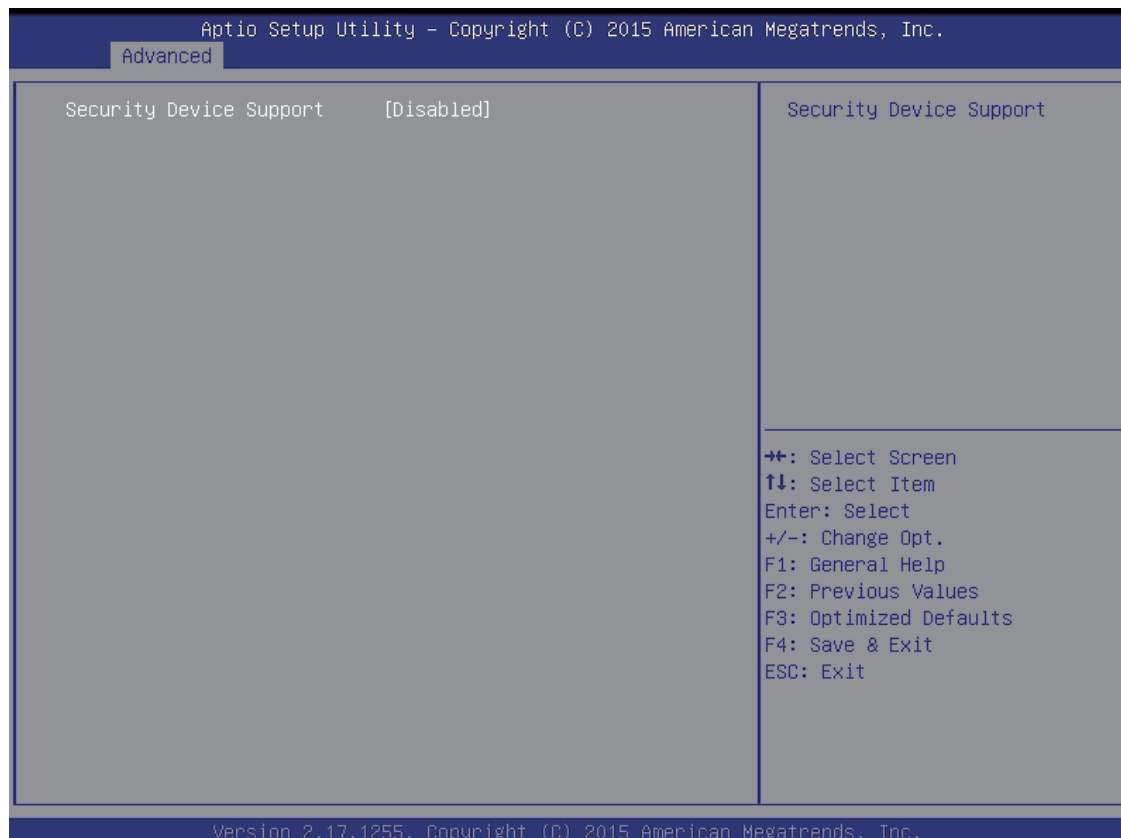 Aptio Setup Utility – Copyright (C) 2015 American Megatrends, Inc.
Advanced
Security Device Support [Disabled]
Security Device Support
→←: Select Screen
↑↓: Select Item
Enter: Select
+/-: Change Opt.
F1: General Help
F2: Previous Values
F3: Optimized Defaults
F4: Save & Exit
ESC: Exit
Version 2.17.1255. Copyright (C) 2015 American Megatrends, Inc.